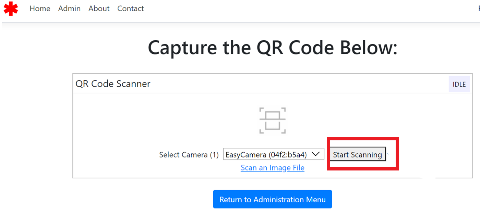 Home Admin About Contact
Capture the QR Code Below:
QR Code Scanner IDLE
Select Camera (1) EasyCamera (04f2:b5a4) Start Scanning
Scan an Image File
Return to Administration Menu